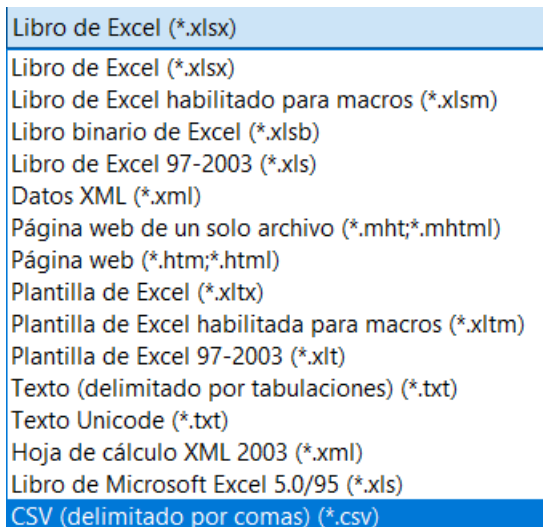 Libro de Excel (*.xlsx)
Libro de Excel (*.xlsx)
Libro de Excel habilitado para macros (*.xlsm)
Libro binario de Excel (*.xlsb)
Libro de Excel 97-2003 (*.xls)
Datos XML (*.xml)
Página web de un solo archivo (*.mht;*.mhtml)
Página web (*.htm;*.html)
Plantilla de Excel (*.xltx)
Plantilla de Excel habilitada para macros (*.xltm)
Plantilla de Excel 97-2003 (*.xlt)
Texto (delimitado por tabulaciones) (*.txt)
Texto Unicode (*.txt)
Hoja de cálculo XML 2003 (*.xml)
Libro de Microsoft Excel 5.0/95 (*.xls)
CSV (delimitado por comas) (*.csv)